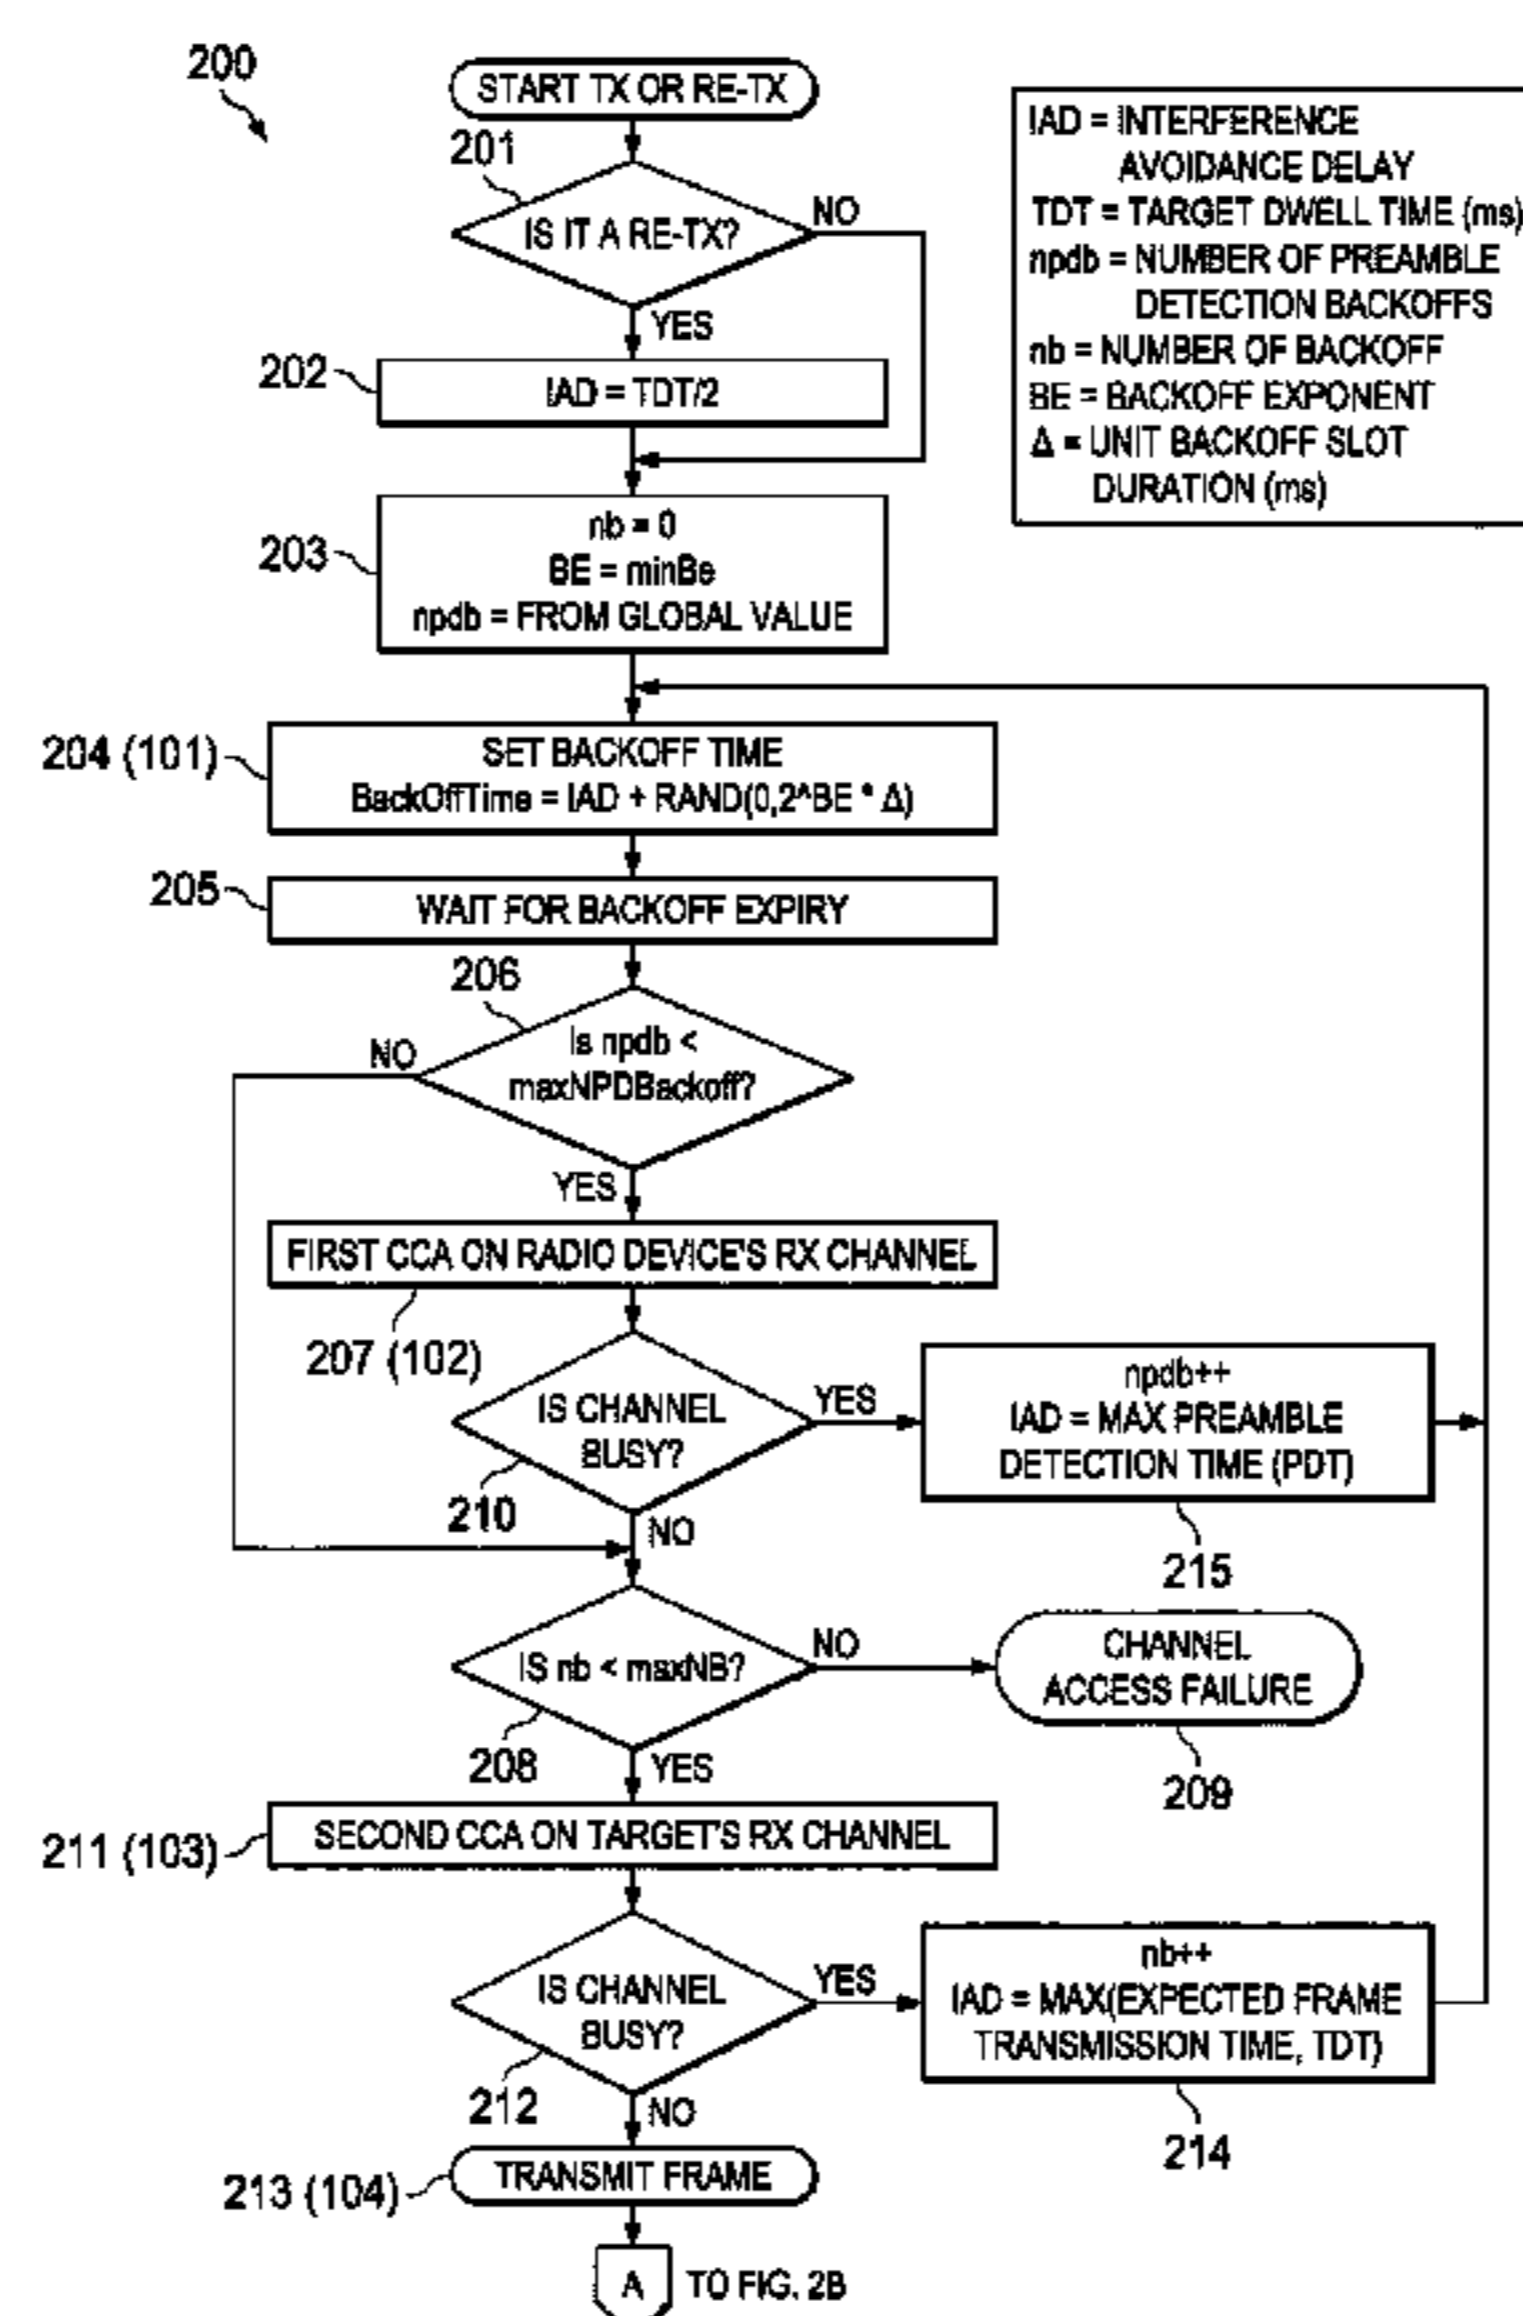 200
START TX OR RE-TX
201
IS IT A RE-TX?
NO
YES
202
IAD = TDT/2
203
nb = 0
BE = minBe
npdb = FROM GLOBAL VALUE
IAD = INTERFERENCE
AVOIDANCE DELAY
TDT = TARGET DWELL TIME (ms)
npdb = NUMBER OF PREAMBLE
DETECTION BACKOFFS
nb = NUMBER OF BACKOFF
BE = BACKOFF EXPONENT
Δ = UNIT BACKOFF SLOT
DURATION (ms)
204 (101)
SET BACKOFF TIME
BackOffTime = IAD + RAND(0,2^BE * Δ)
205
WAIT FOR BACKOFF EXPIRY
206
Is npdb <
maxNPDBackoff?
NO
YES
FIRST CCA ON RADIO DEVICE'S RX CHANNEL
207 (102)
IS CHANNEL
BUSY?
YES
210
NO
npdb++
IAD = MAX PREAMBLE
DETECTION TIME (PDT)
215
IS nb < maxNB?
NO
208
YES
CHANNEL
ACCESS FAILURE
209
211 (103)
SECOND CCA ON TARGET'S RX CHANNEL
IS CHANNEL
BUSY?
YES
212
NO
nb++
IAD = MAX(EXPECTED FRAME
TRANSMISSION TIME, TDT)
214
213 (104)
TRANSMIT FRAME
A
TO FIG. 2B